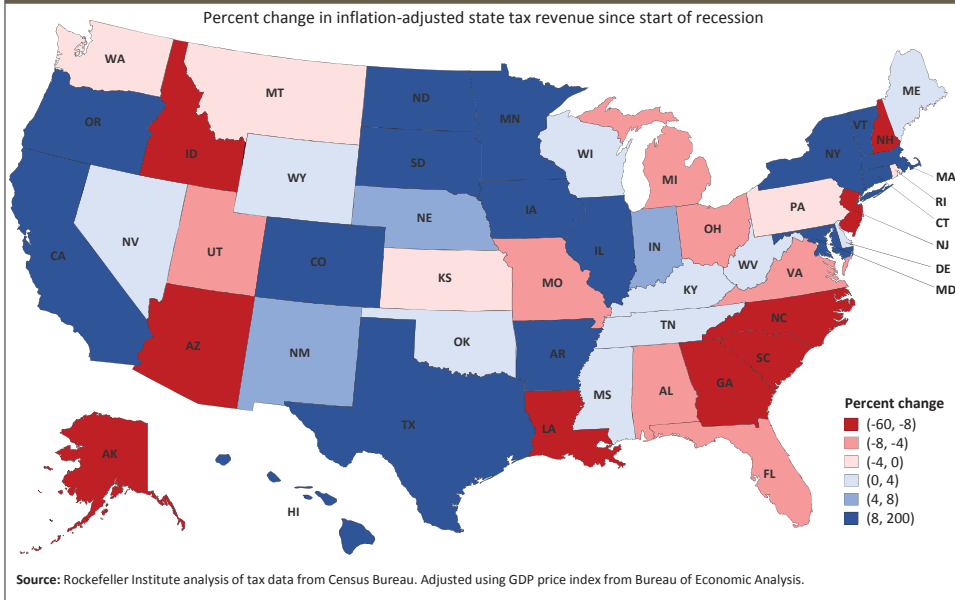 Percent change in inflation-adjusted state tax revenue since start of recession
WA
MT
ND
MN
ME
VT
NH
OR
ID
WY
SD
WI
MI
NY
MA
RI
CT
NJ
DE
MD
NV
UT
CO
NE
IA
IL
IN
OH
PA
WV
VA
CA
KS
MO
KY
AZ
NM
OK
AR
TN
NC
SC
TX
LA
MS
AL
GA
FL
AK
HI
Percent change
(-60, -8)
(-8, -4)
(-4, 0)
(0, 4)
(4, 8)
(8, 200)
Source: Rockefeller Institute analysis of tax data from Census Bureau. Adjusted using GDP price index from Bureau of Economic Analysis.